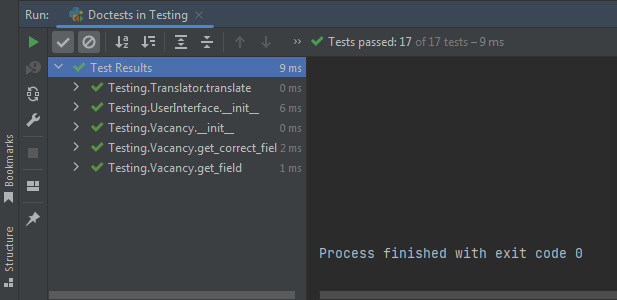 Run: Doctests in Testing
Tests passed: 17 of 17 tests – 9 ms
Test Results 9 ms
Testing.Translator.translate 0 ms
Testing.UserInterface.__init__ 6 ms
Testing.Vacancy.__init__ 0 ms
Testing.Vacancy.get_correct_fiel 2 ms
Testing.Vacancy.get_field 1 ms
Process finished with exit code 0
Bookmarks
Structure